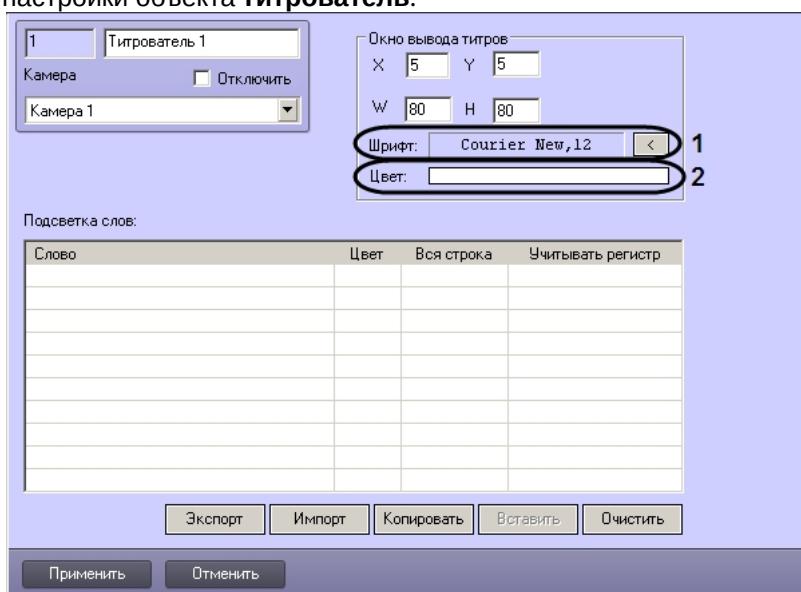 настройки объекта Титрователь.
1 Титрователь 1
Камера Отключить
Камера 1
Окно вывода титров
X 5 Y 5
W 80 H 80
Шрифт: Courier New,12 < 1
Цвет: 2
Подсветка слов:
Слово Цвет Вся строка Учитывать регистр
Экспорт Импорт Копировать Вставить Очистить
Применить Отменить